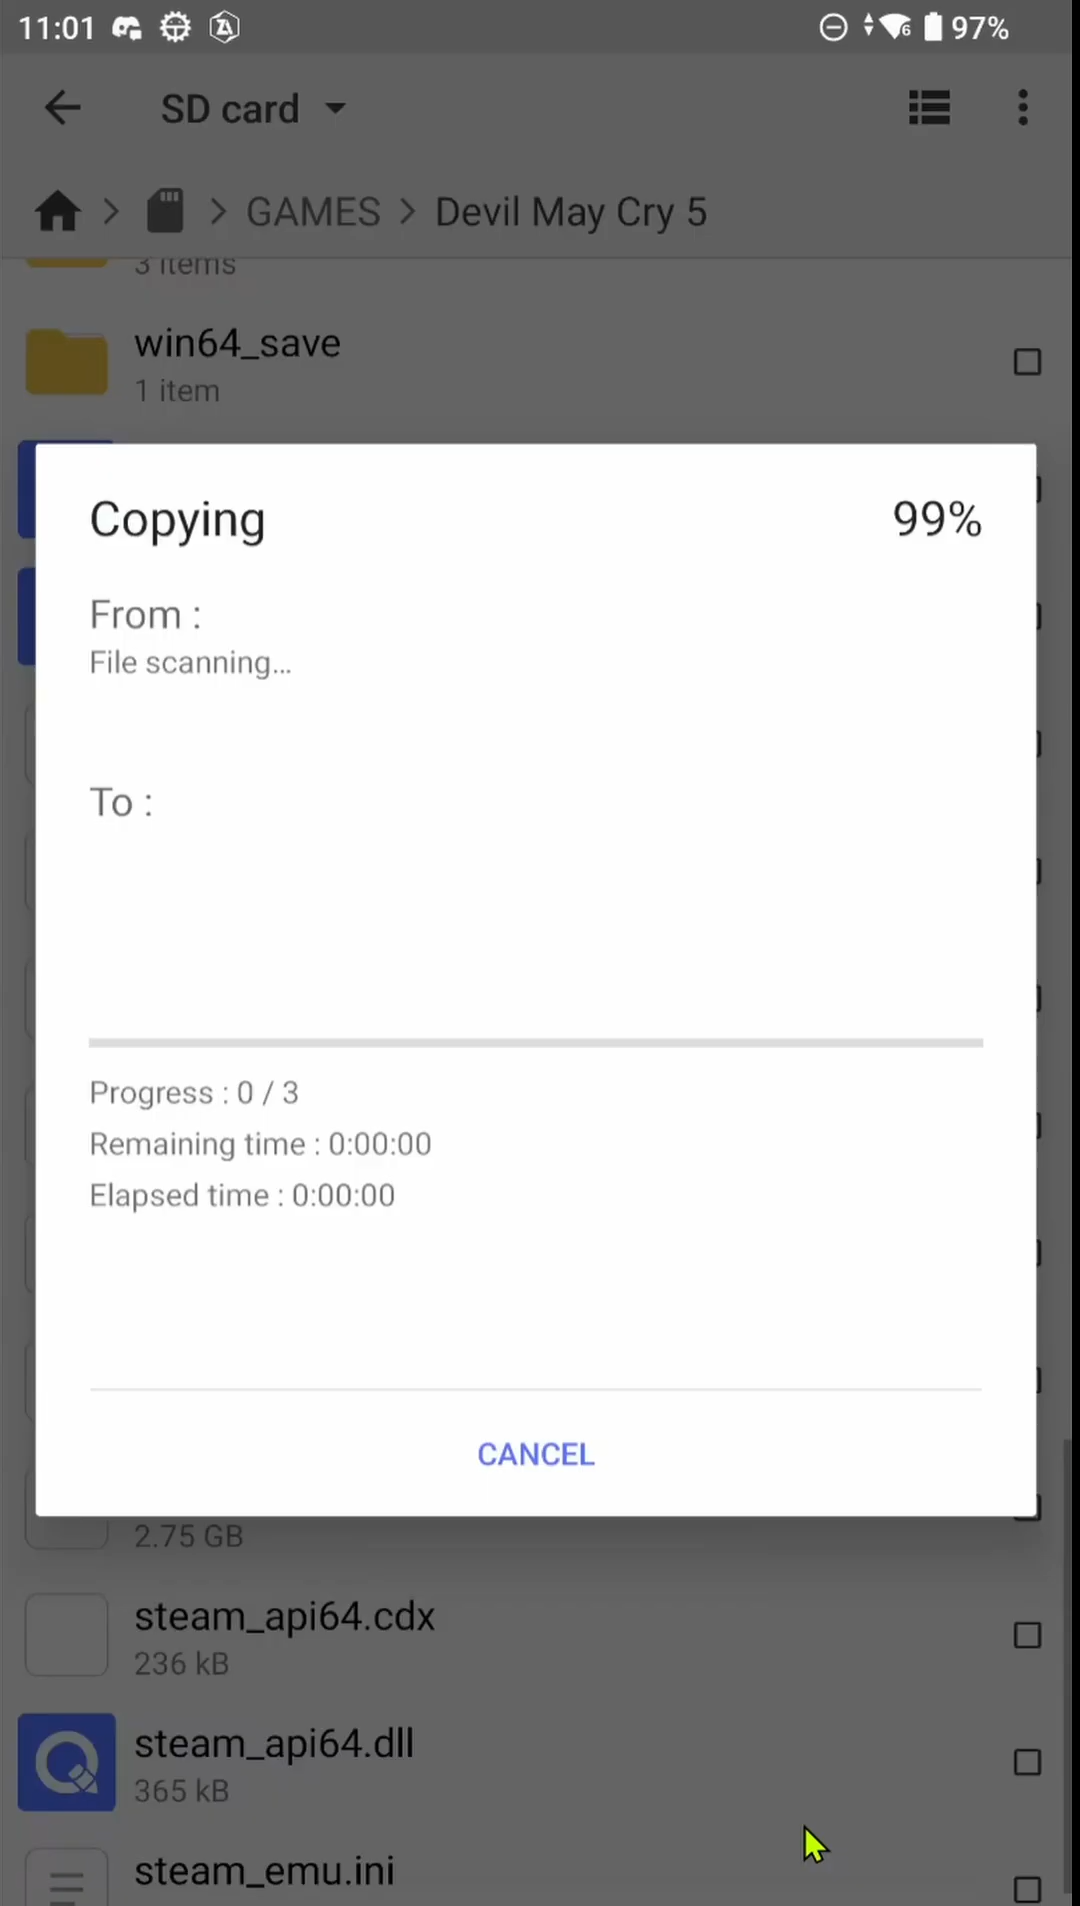 11:01
97%
SD card
GAMES > Devil May Cry 5
3 items
win64_save
1 item
Copying 99%
From :
File scanning...
To :
Progress : 0 / 3
Remaining time : 0:00:00
Elapsed time : 0:00:00
CANCEL
2.75 GB
steam_api64.cdx
236 kB
steam_api64.dll
365 kB
steam_emu.ini